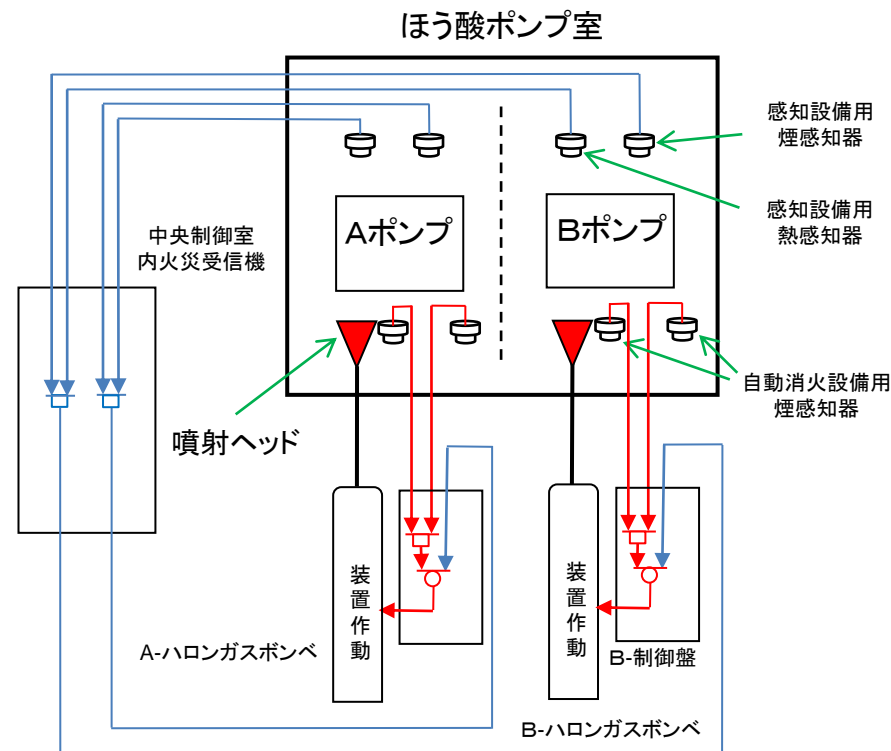 ほう酸ポンプ室
感知設備用
煙感知器
感知設備用
熱感知器
Aポンプ
Bポンプ
中央制御室
内火災受信機
自動消火設備用
煙感知器
噴射ヘッド
装置作動
装置作動
A-ハロンガスボンベ
B-制御盤
B-ハロンガスボンベ